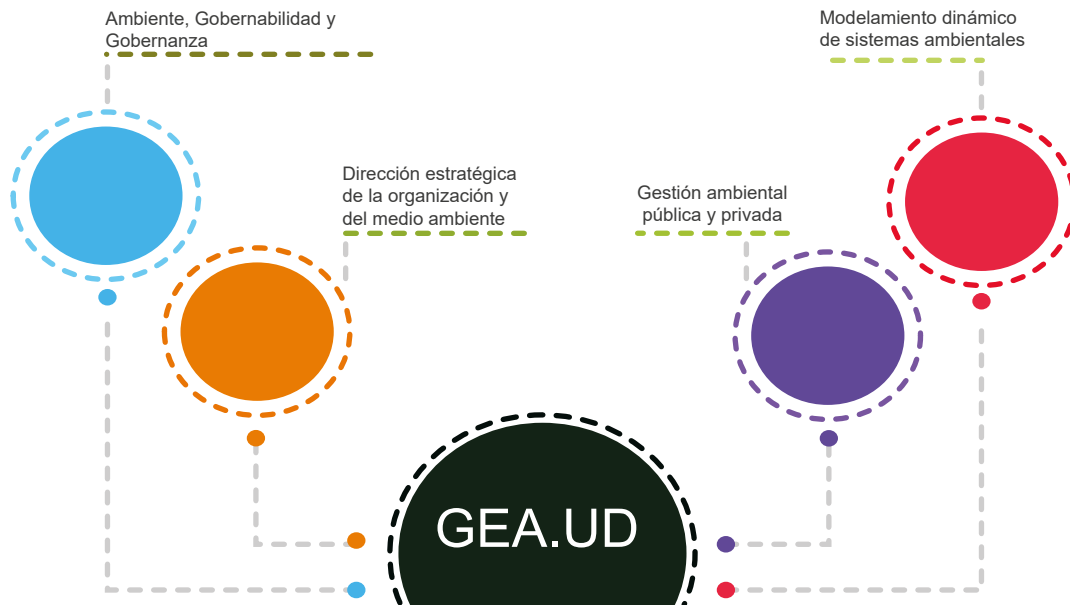 Ambiente, Gobernabilidad y
Gobernanza
Modelamiento dinámico
de sistemas ambientales
Dirección estratégica
de la organización y
del medio ambiente
Gestión ambiental
pública y privada
GEA.UD